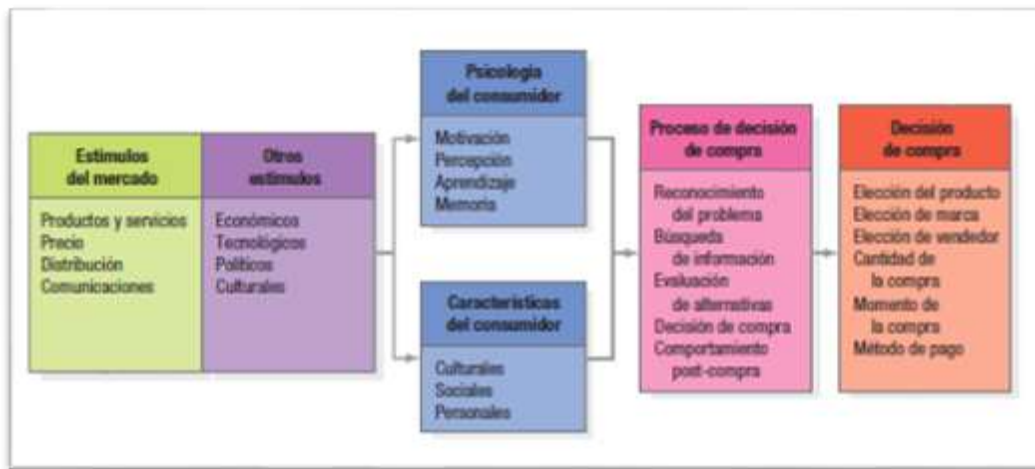 Estímulos
del mercado
Productos y servicios
Precio
Distribución
Comunicaciones
Otros
estímulos
Económicos
Tecnológicos
Políticos
Culturales
Psicología
del consumidor
Motivación
Percepción
Aprendizaje
Memoria
Características
del consumidor
Culturales
Sociales
Personales
Proceso de decisión
de compra
Reconocimiento
del problema
Búsqueda
de información
Evaluación
de alternativas
Decisión de compra
Comportamiento
post-compra
Decisión
de compra
Elección del producto
Elección de marca
Elección de vendedor
Cantidad de
la compra
Momento de
la compra
Método de pago